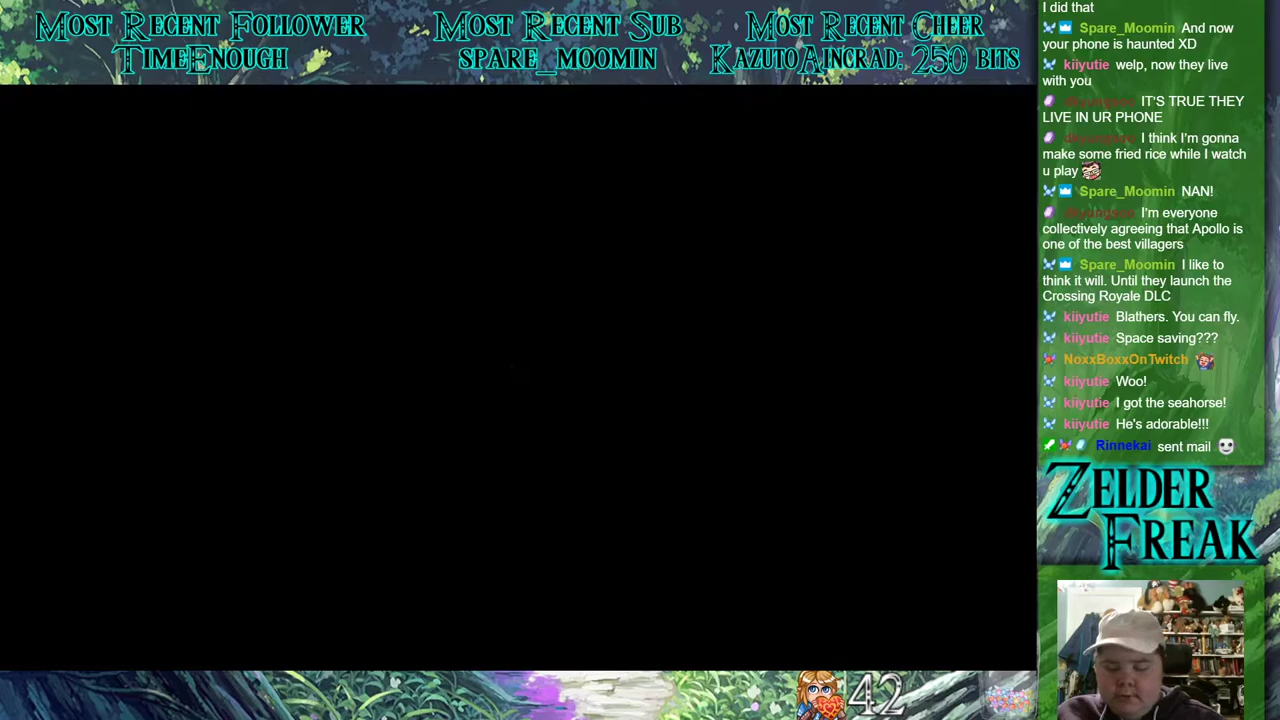 Most Recent Follower
TimeEnough
Most Recent Sub
spare_moomin
Most Recent Cheer
KazutoAincrad: 250 bits
I did that
Spare_Moomin And now
your phone is haunted XD
kiiyutie welp, now they live
with you
IT'S TRUE THEY
LIVE IN UR PHONE
I think I'm gonna
make some fried rice while I watch
u play
Spare_Moomin NAN!
I'm everyone
collectively agreeing that Apollo is
one of the best villagers
Spare_Moomin I like to
think it will. Until they launch the
Crossing Royale DLC
kiiyutie Blathers. You can fly.
kiiyutie Space saving???
NoxxBoxxOnTwitch
kiiyutie Woo!
kiiyutie I got the seahorse!
kiiyutie He's adorable!!!
Rinnekai sent mail
Zelder
Freak
42